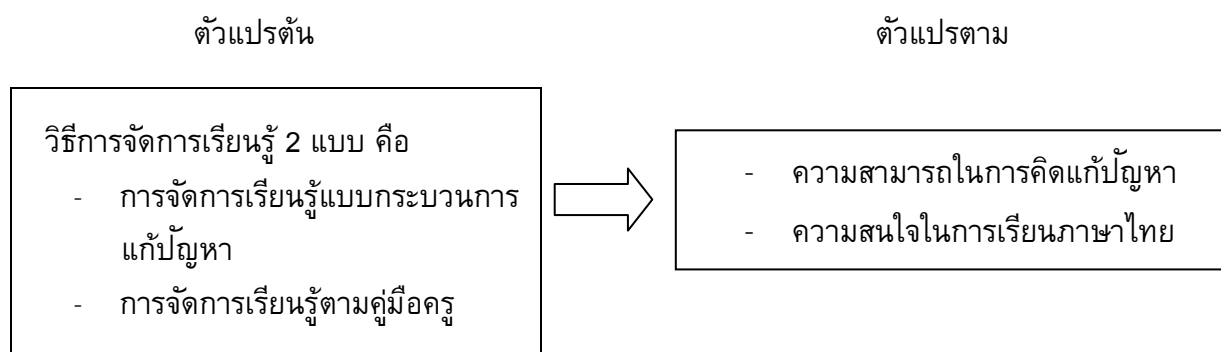 ตัวแปรต้น
ตัวแปรตาม
วิธีการจัดการเรียนรู้ 2 แบบ คือ
- การจัดการเรียนรู้แบบกระบวนการ
แก้ปัญหา
- การจัดการเรียนรู้ตามคู่มือครู
- ความสามารถในการคิดแก้ปัญหา
- ความสนใจในการเรียนภาษาไทย